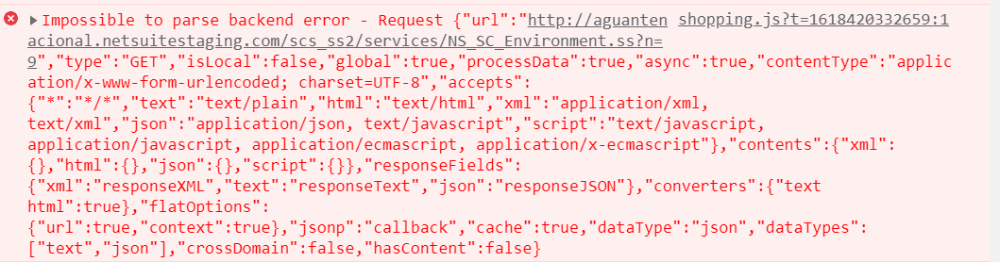 Impossible to parse backend error - Request {"url":"http://aguanten shopping.js?t=1618420332659:1
acional.netsuitestaging.com/scs_ss2/services/NS_SC_Environment.ss?n=
9","type":"GET","isLocal":false,"global":true,"processData":true,"async":true,"contentType":"applic
ation/x-www-form-urlencoded; charset=UTF-8","accepts":
{"*":"*/*","text":"text/plain","html":"text/html","xml":"application/xml,
text/xml","json":"application/json, text/javascript","script":"text/javascript,
application/javascript, application/ecmascript, application/x-ecmascript"},"contents":{"xml":
{},"html":{},"json":{},"script":{}},"responseFields":
{"xml":"responseXML","text":"responseText","json":"responseJSON"},"converters":{"text
html":true},"flatOptions":
{"url":true,"context":true},"jsonp":"callback","cache":true,"dataType":"json","dataTypes":
["text","json"],"crossDomain":false,"hasContent":false}